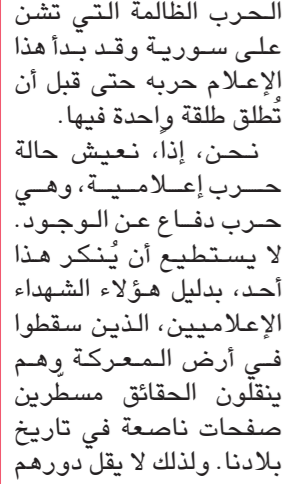 الحرب الظالمة التي تشن
على سورية وقد بدأ هذا
الإعلام حربه حتى قبل أن
تُطلق طلقة واحدة فيها.
نحن، إذاً، نعيش حالة
حرب إعلامية، وهي
حرب دفاع عن الوجود.
لا يستطيع أن يُنكر هذا
أحد، بدليل هؤلاء الشهداء
الإعلاميين، الذين سقطوا
في أرض المعركة وهم
ينقلون الحقائق مسطّرين
صفحات ناصعة في تاريخ
بلادنا. ولذلك لا يقل دورهم